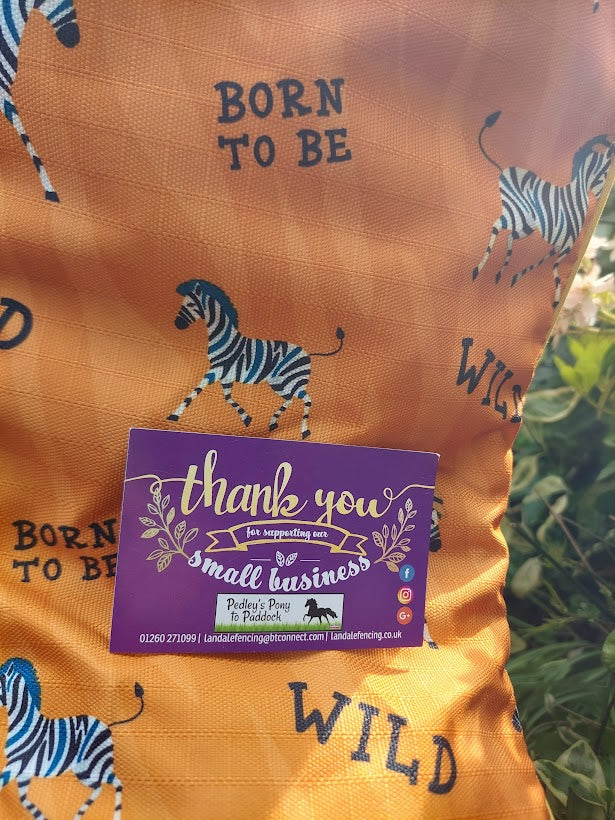 BORN
TO BE
D
WILD
BORN
TO BE
thank you
for supporting our
small business
Pedley's Pony
to Paddock
01260 271099 | landalefencing@btconnect.com | landalefencing.co.uk
WILD